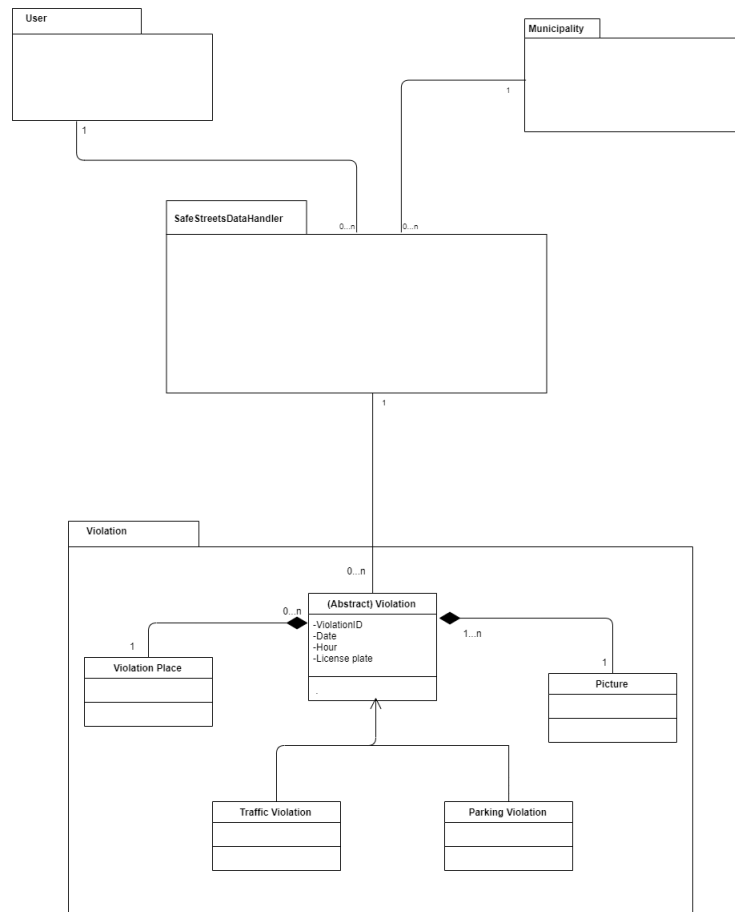 User
Municipality
1
1
SafeStreetsDataHandler
0...n
0...n
1
Violation
0...n
(Abstract) Violation
0...n
-ViolationID
-Date
-Hour
-License plate
1...n
1
1
Violation Place
Picture
.
Traffic Violation
Parking Violation